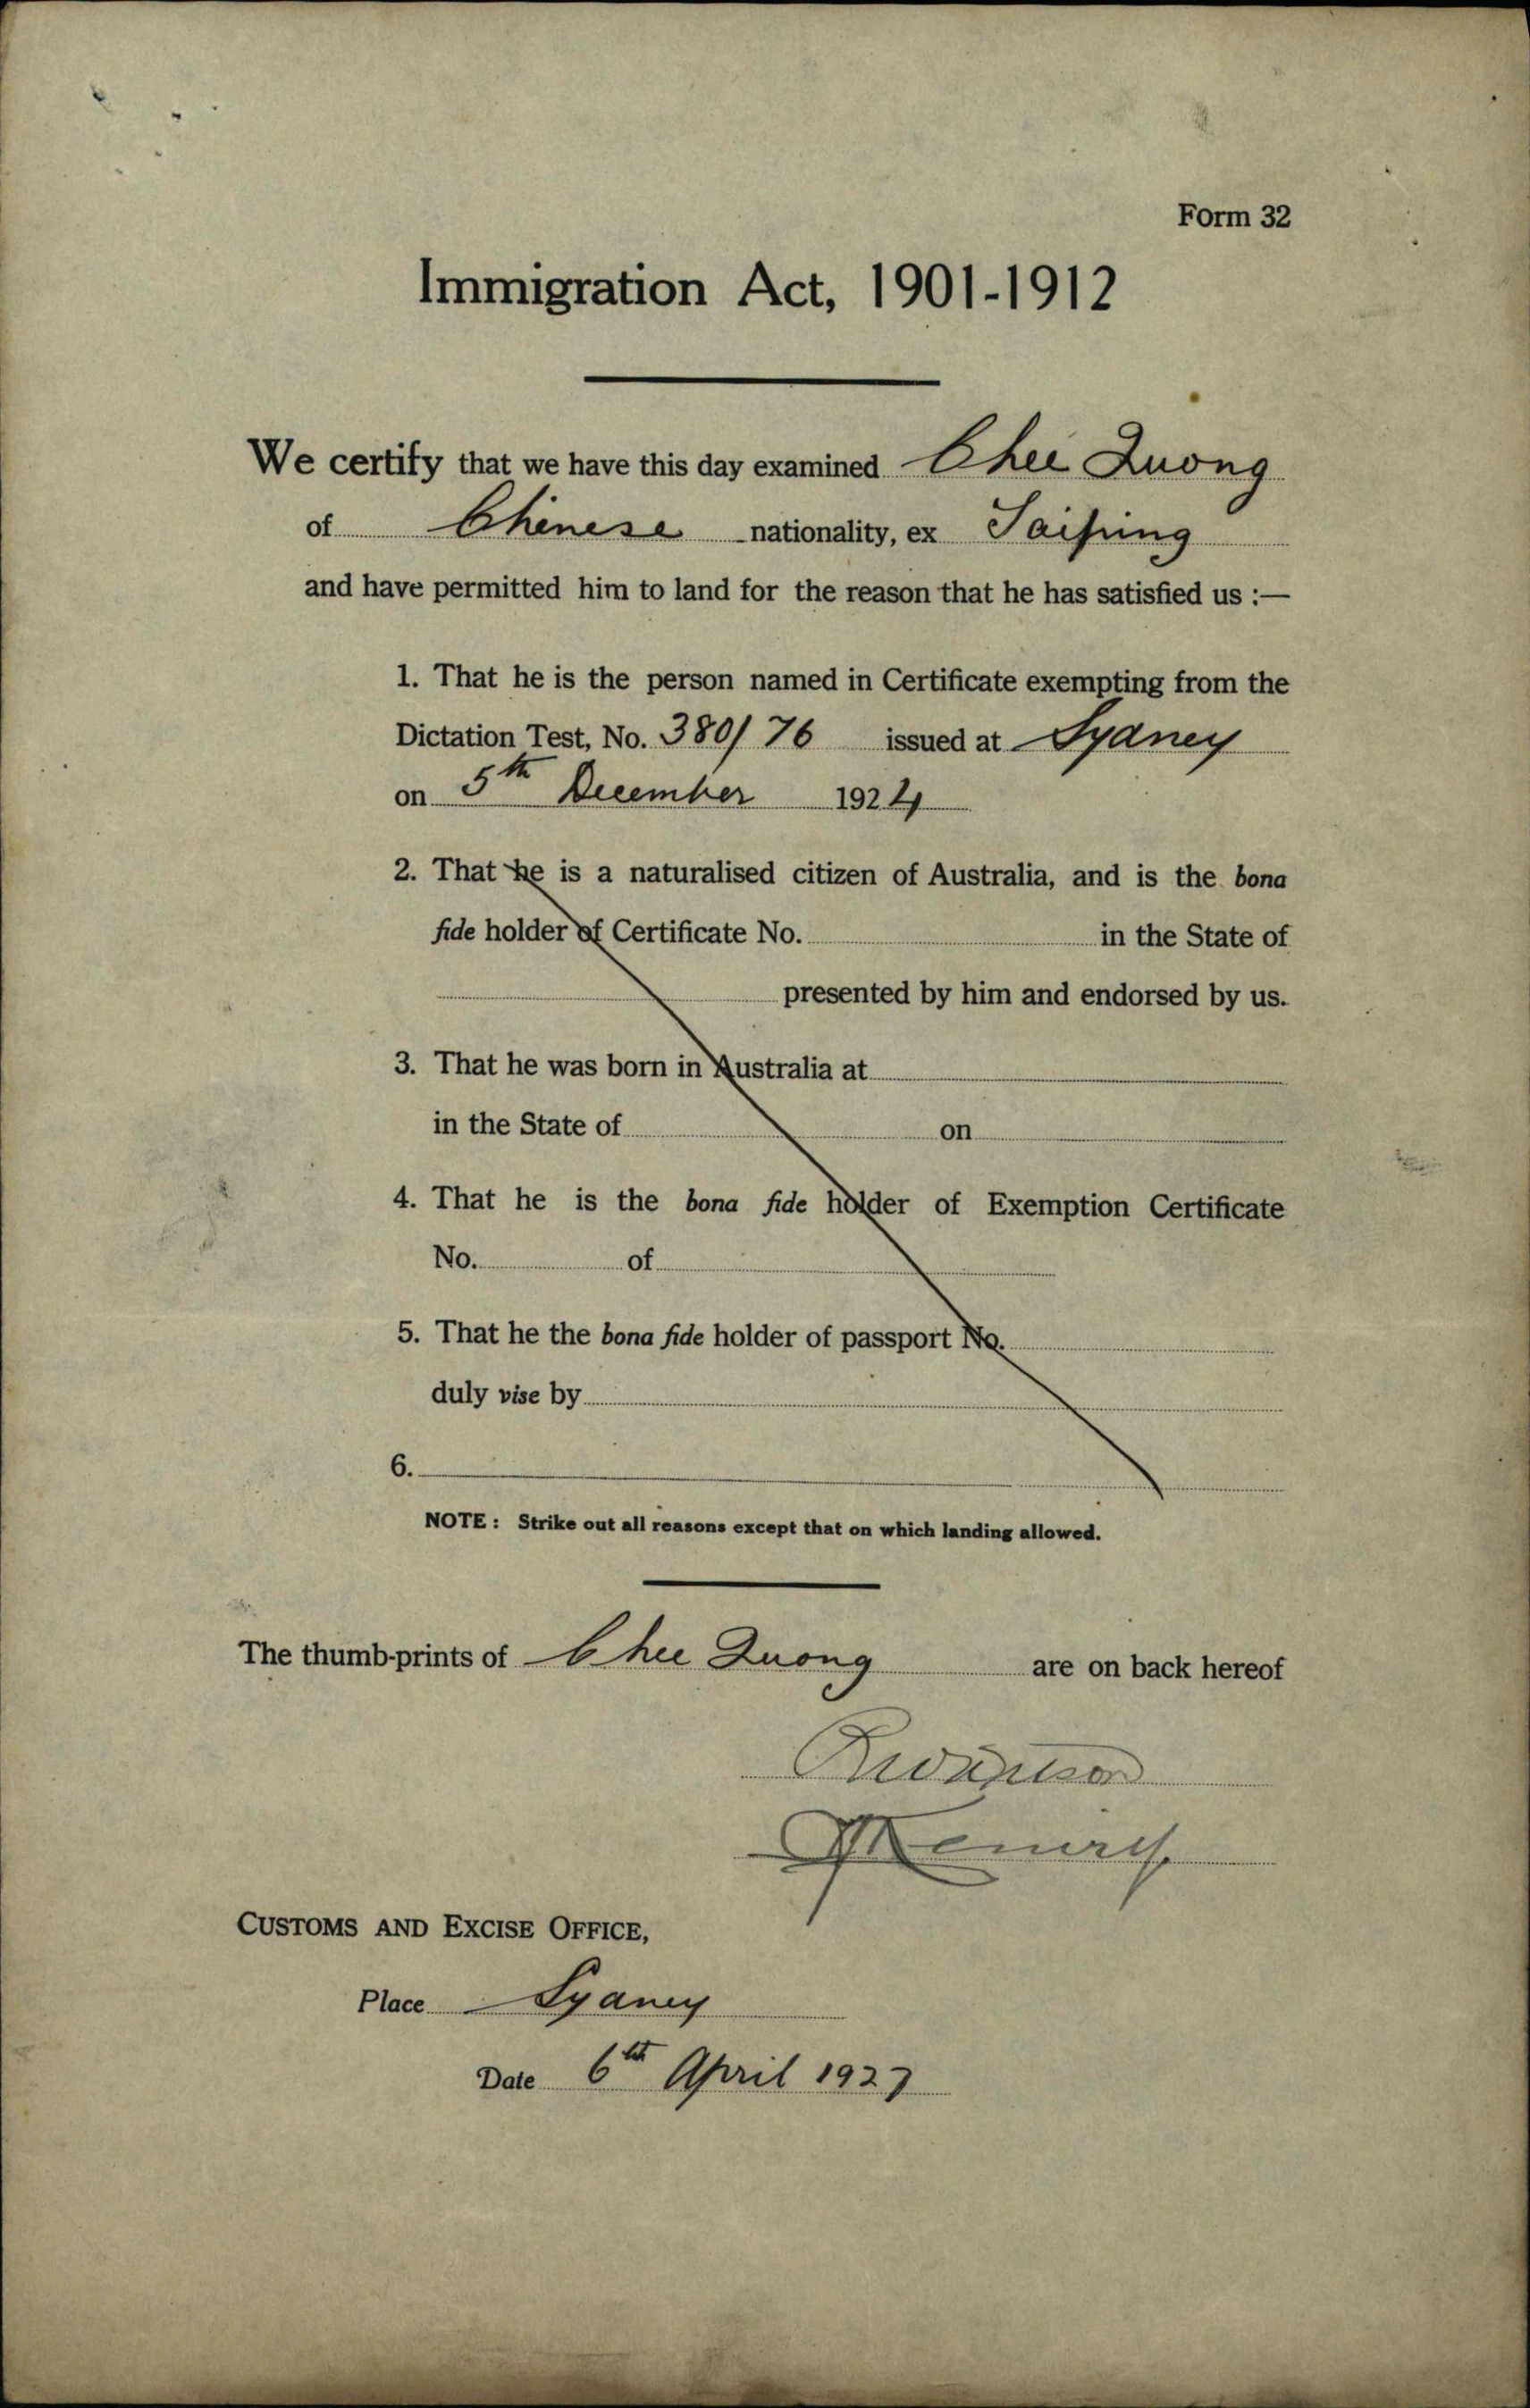 Form 32
Immigration Act, 1901-1912
We certify that we have this day examined Chee Quong
of Chinese nationality, ex Taiping
and have permitted him to land for the reason that he has satisfied us :—
1. That he is the person named in Certificate exempting from the
Dictation Test, No. 380/76 issued at Sydney
on 5th December 1924
2. That he is a naturalised citizen of Australia, and is the bona
fide holder of Certificate No. in the State of
presented by him and endorsed by us.
3. That he was born in Australia at
in the State of on
4. That he is the bona fide holder of Exemption Certificate
No. of
5. That he the bona fide holder of passport No.
duly vise by
6.
NOTE : Strike out all reasons except that on which landing allowed.
The thumb-prints of Chee Quong are on back hereof
CUSTOMS AND EXCISE OFFICE,
Place Sydney
Date 6th April 1927